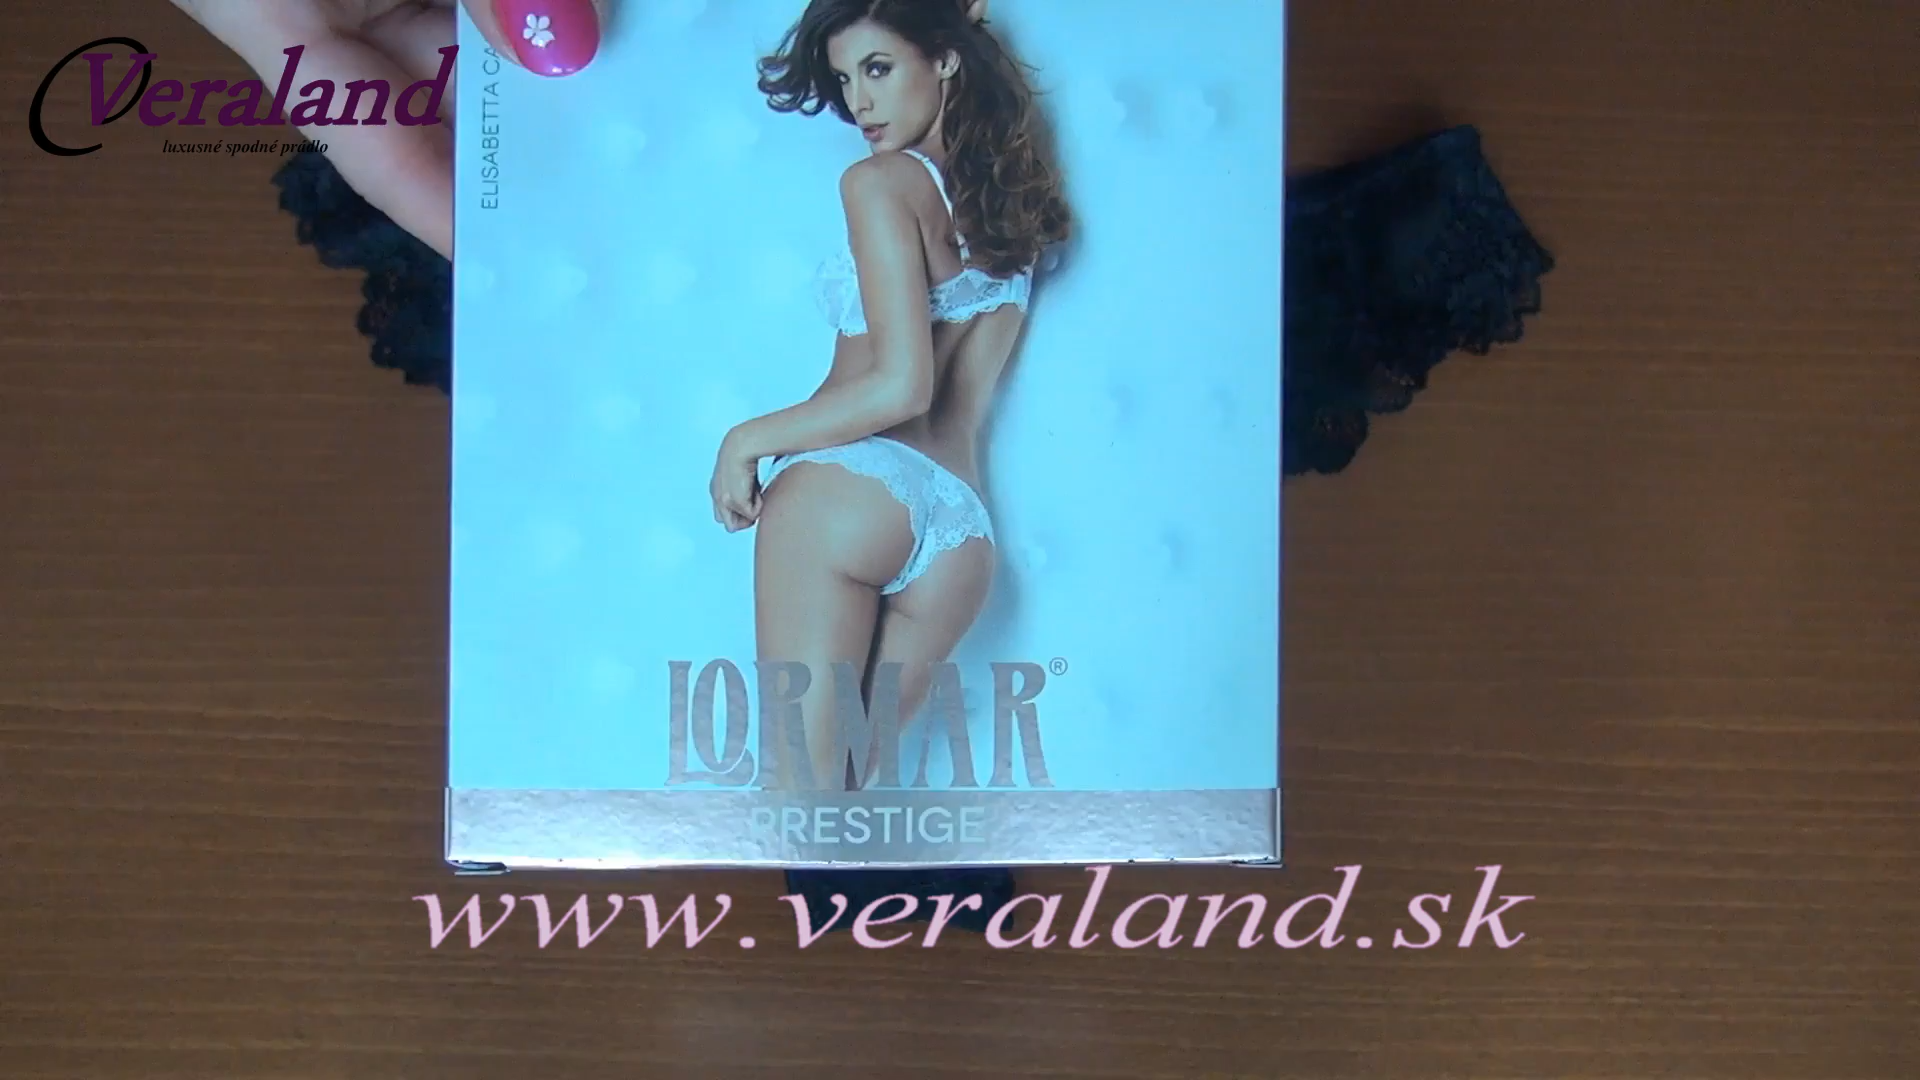 Veraland
luxusné spodné prádlo
ELISABETTA CA
LORMAR®
PRESTIGE
www.veraland.sk